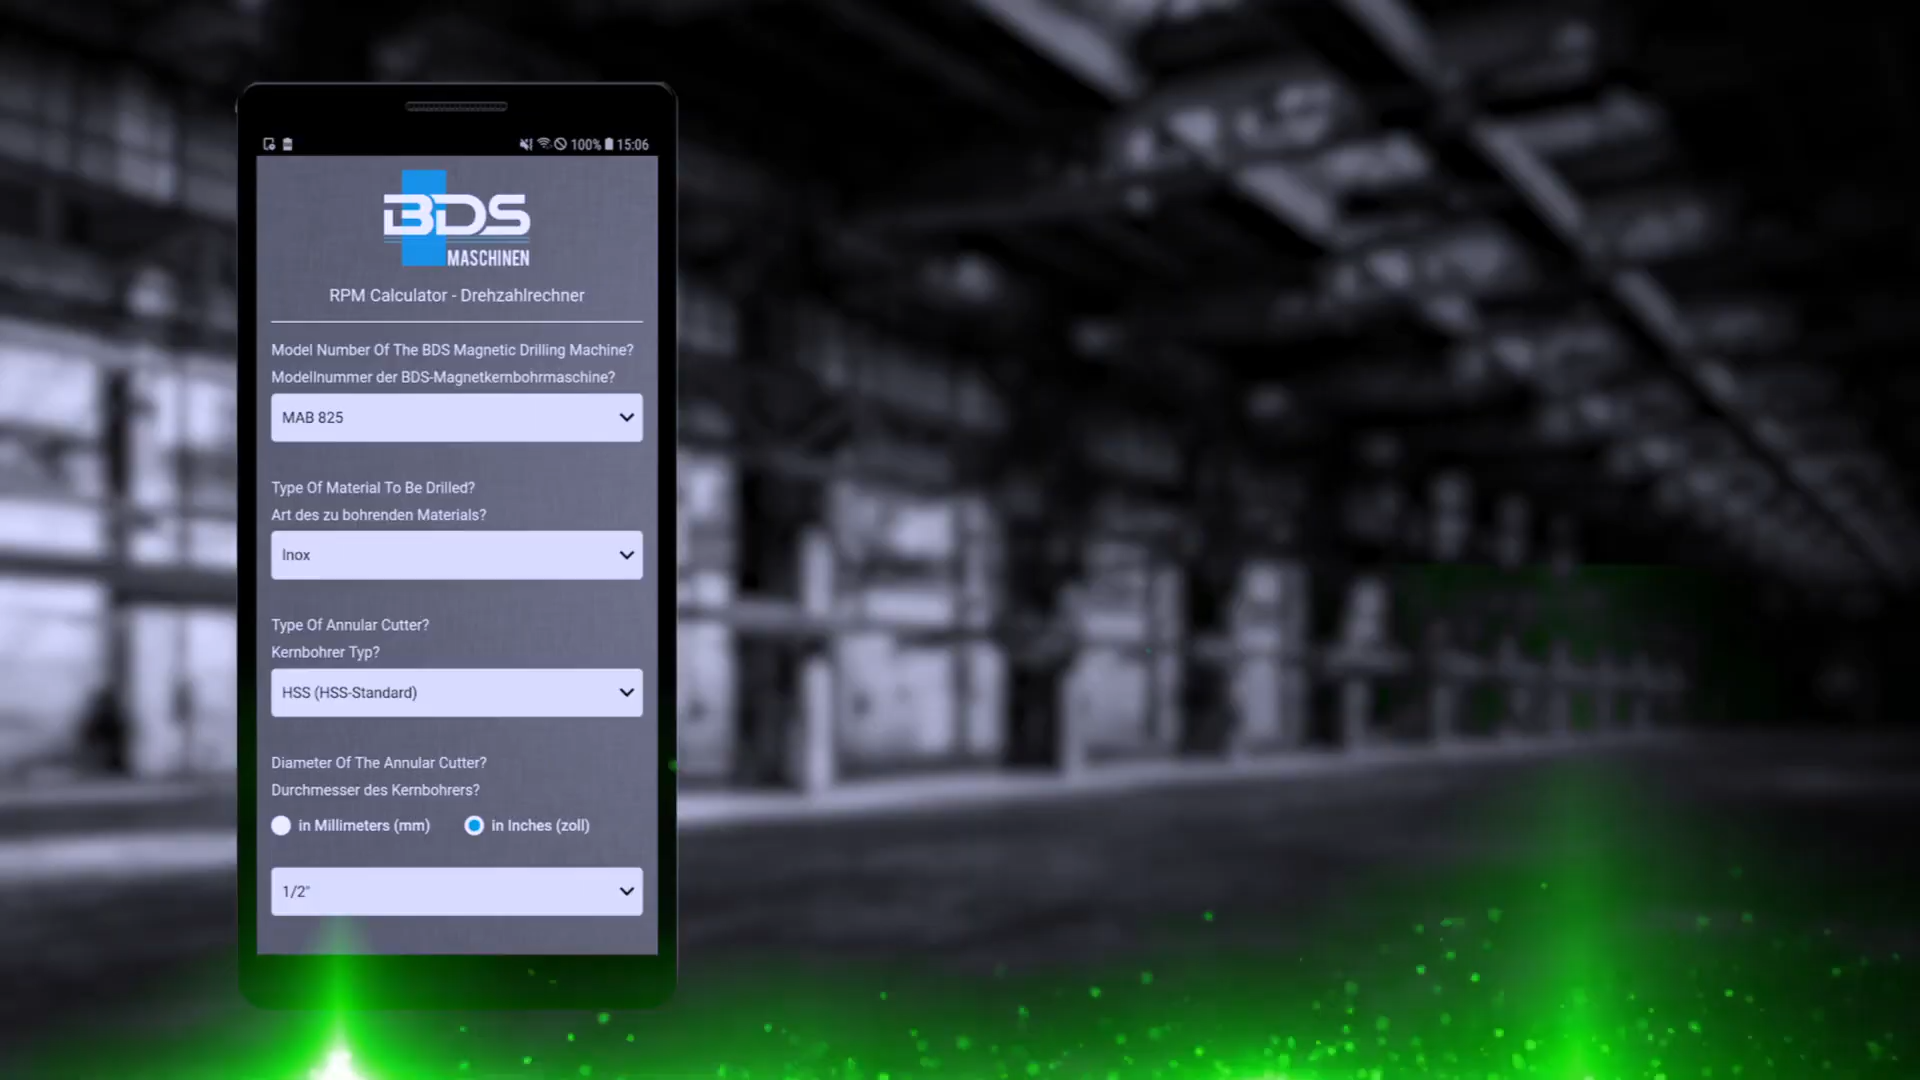 100% 15:06
BDS
MASCHINEN
RPM Calculator - Drehzahlrechner
Model Number Of The BDS Magnetic Drilling Machine?
Modellnummer der BDS-Magnetkernbohrmaschine?
MAB 825
Type Of Material To Be Drilled?
Art des zu bohrenden Materials?
Inox
Type Of Annular Cutter?
Kernbohrer Typ?
HSS (HSS-Standard)
Diameter Of The Annular Cutter?
Durchmesser des Kernbohrers?
in Millimeters (mm) in Inches (zoll)
1/2"